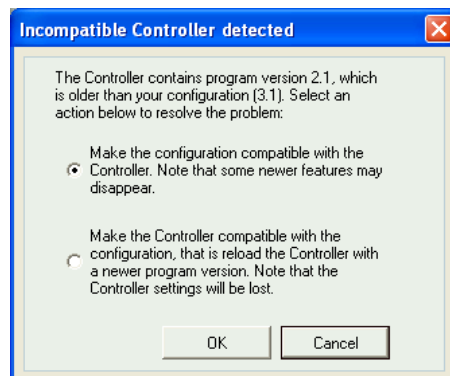 Incompatible Controller detected
The Controller contains program version 2.1, which
is older than your configuration (3.1). Select an
action below to resolve the problem:
Make the configuration compatible with the
Controller. Note that some newer features may
disappear.
Make the Controller compatible with the
configuration, that is reload the Controller with
a newer program version. Note that the
Controller settings will be lost.
OK
Cancel